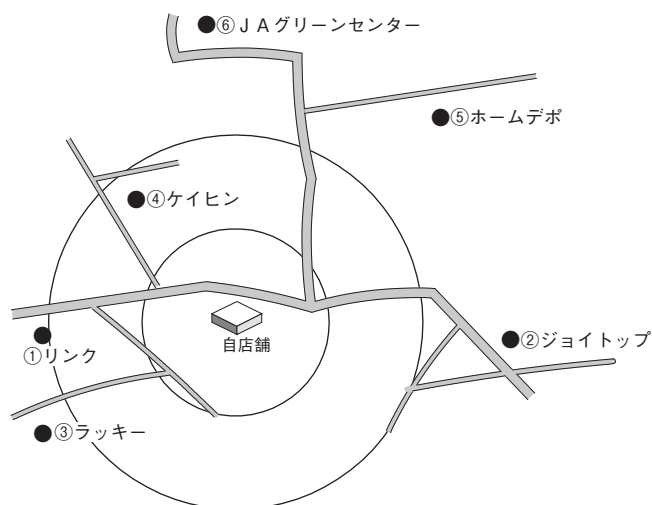 ⑥ＪＡグリーンセンター
⑤ホームデポ
④ケイヒン
自店舗
①リンク
②ジョイトップ
③ラッキー